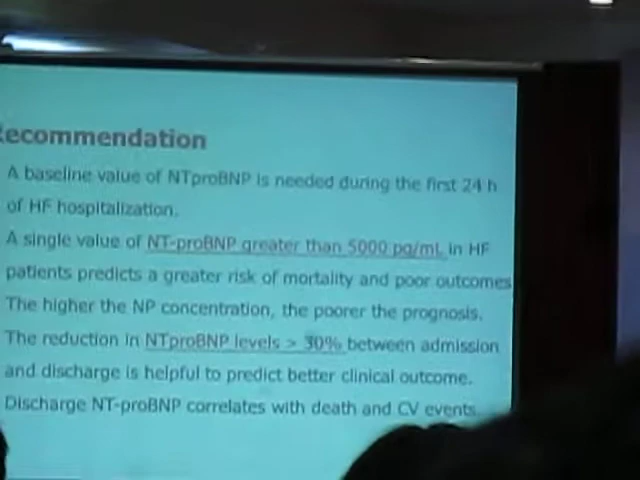 Recommendation
A baseline value of NTproBNP is needed during the first 24 h
of HF hospitalization.
A single value of NT-proBNP greater than 5000 pg/mL in HF
patients predicts a greater risk of mortality and poor outcomes
The higher the NP concentration, the poorer the prognosis.
The reduction in NTproBNP levels > 30% between admission
and discharge is helpful to predict better clinical outcome.
Discharge NT-proBNP correlates with death and CV events.